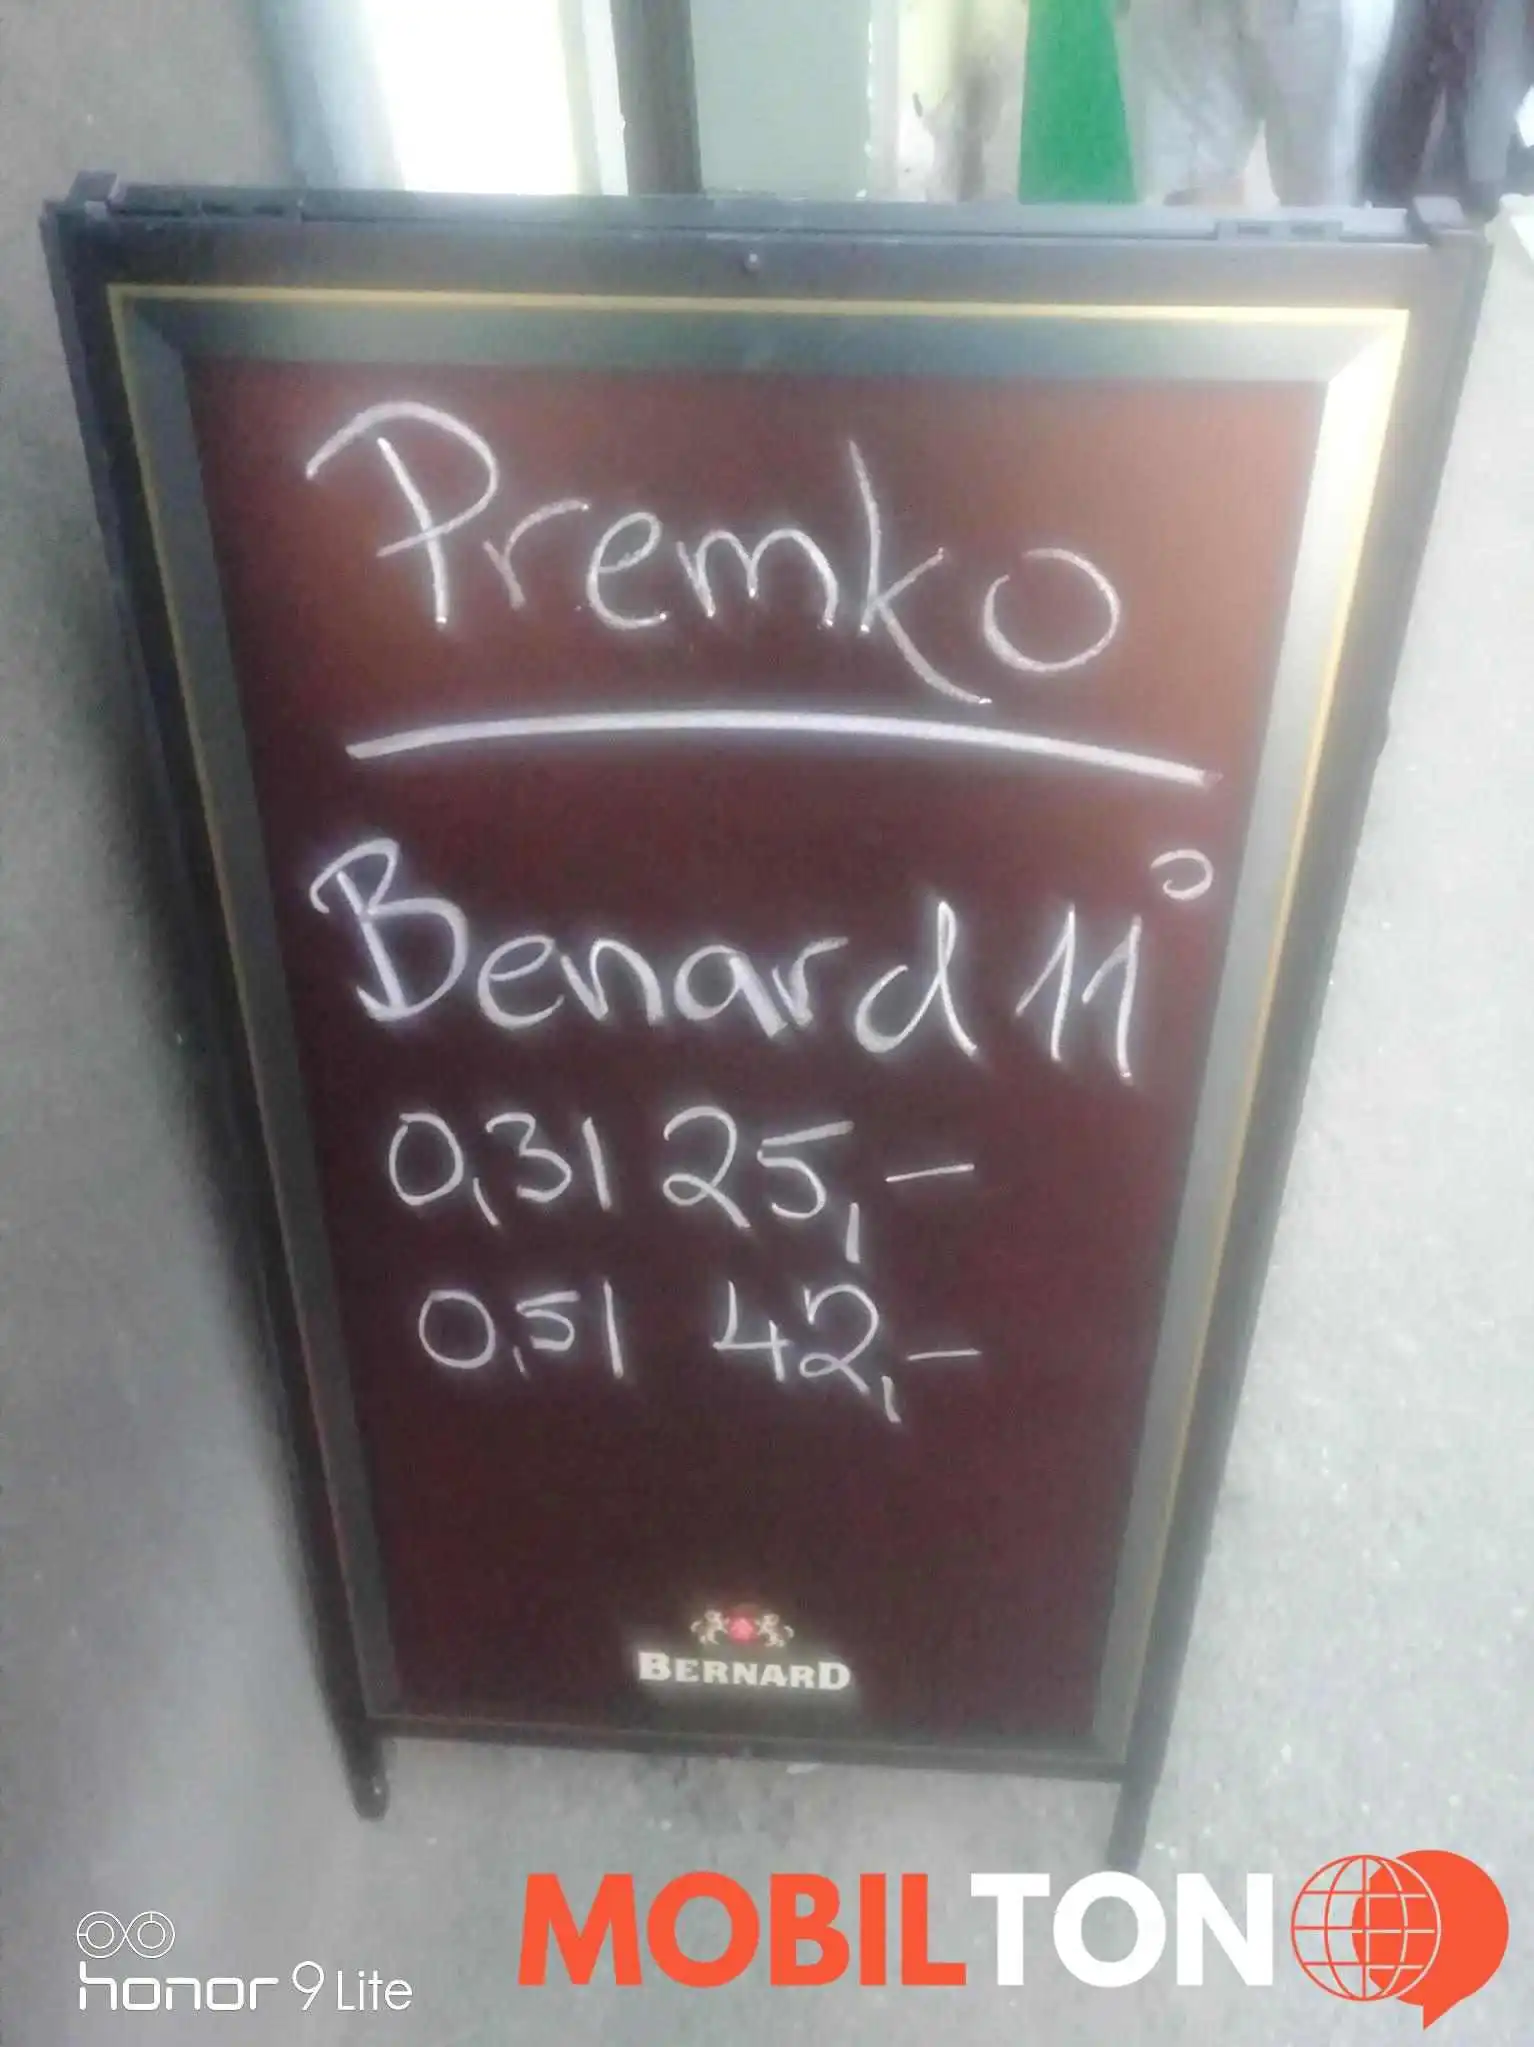 Premko
Benard 11°
0,3l 25,-
0,5l 42,-
BERNARD
honor 9 Lite
MOBILTON